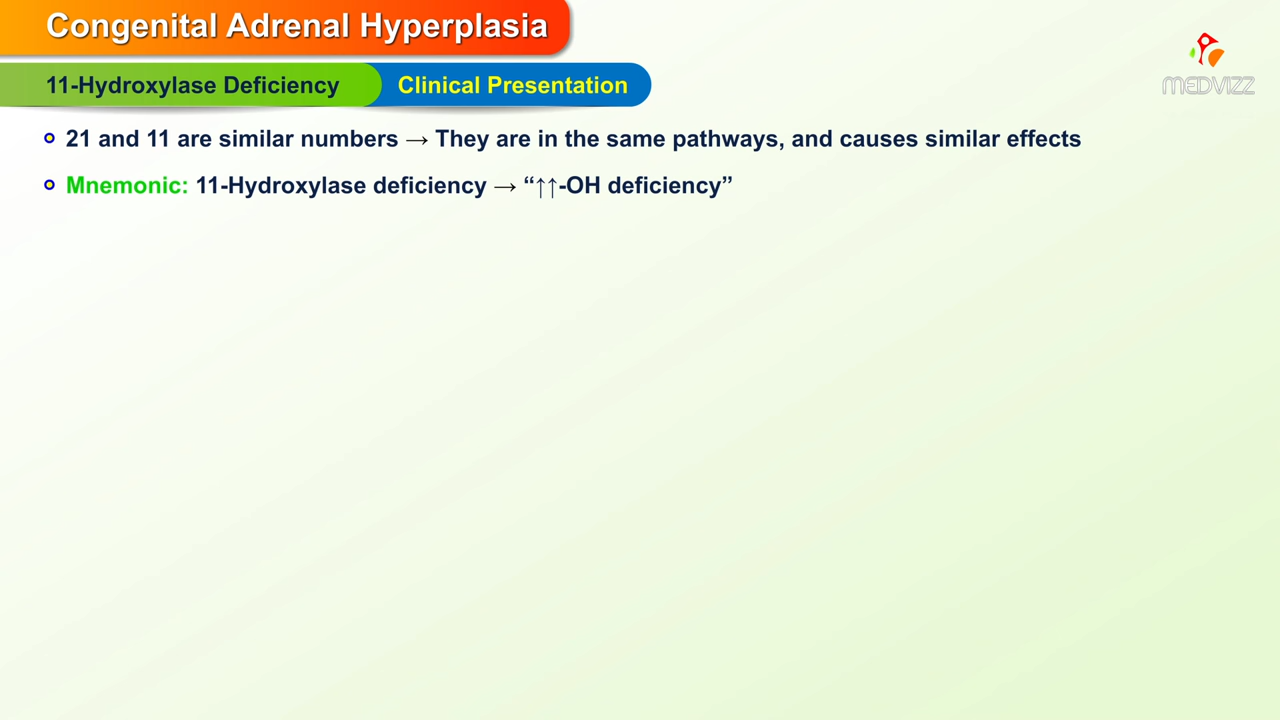 Congenital Adrenal Hyperplasia
11-Hydroxylase Deficiency
Clinical Presentation
MEDVIZZ
21 and 11 are similar numbers → They are in the same pathways, and causes similar effects
Mnemonic: 11-Hydroxylase deficiency → “↑↑-OH deficiency”